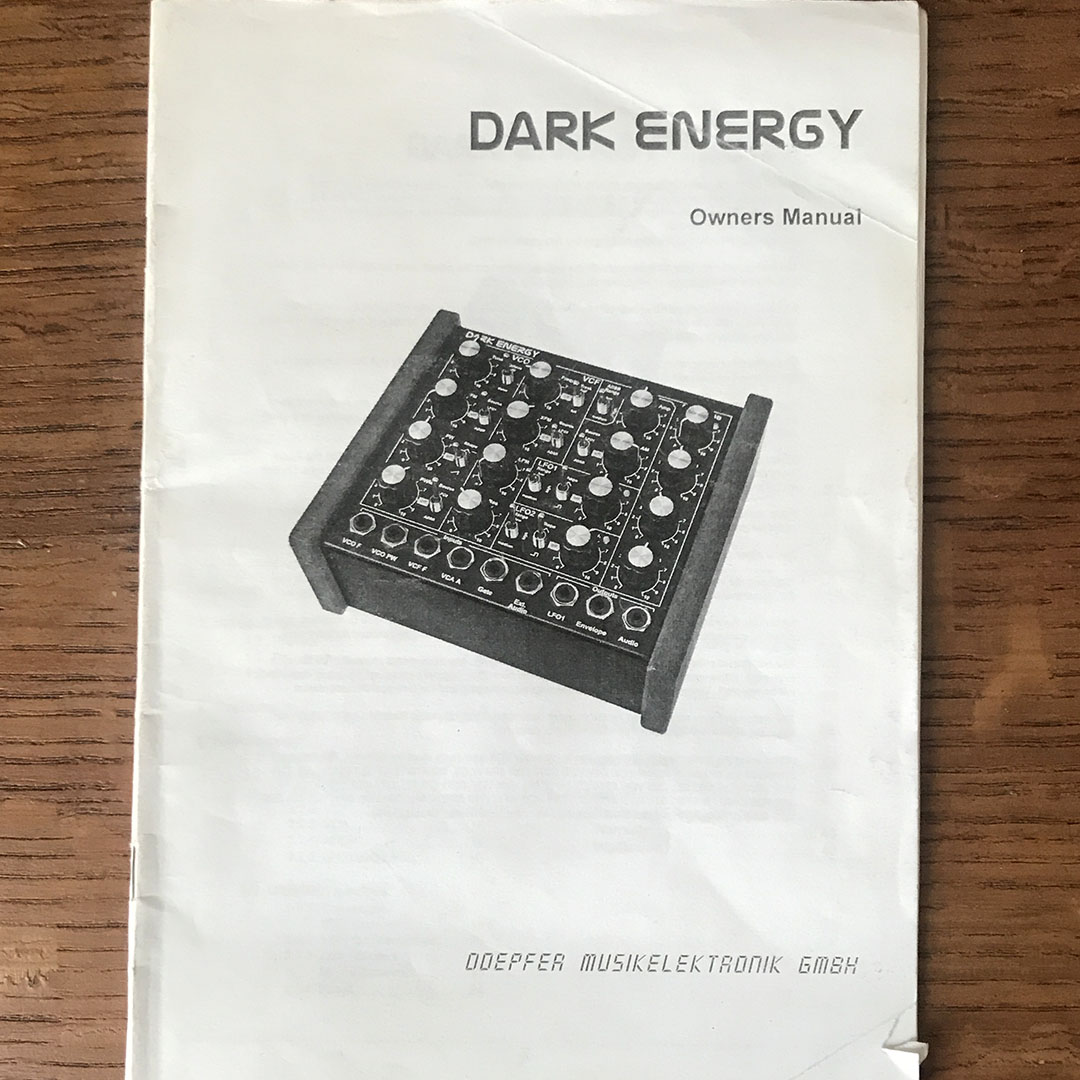 DARK ENERGY
Owners Manual
DARK ENERGY
VCO
VCF
LFO1
LFO2
Inputs
Outputs
VCO F
VCO PW
VCF F
VCA A
Gate
Ext.
Audio
LFO1
Envelope
Audio
DOEPFER MUSIKELEKTRONIK GMBH